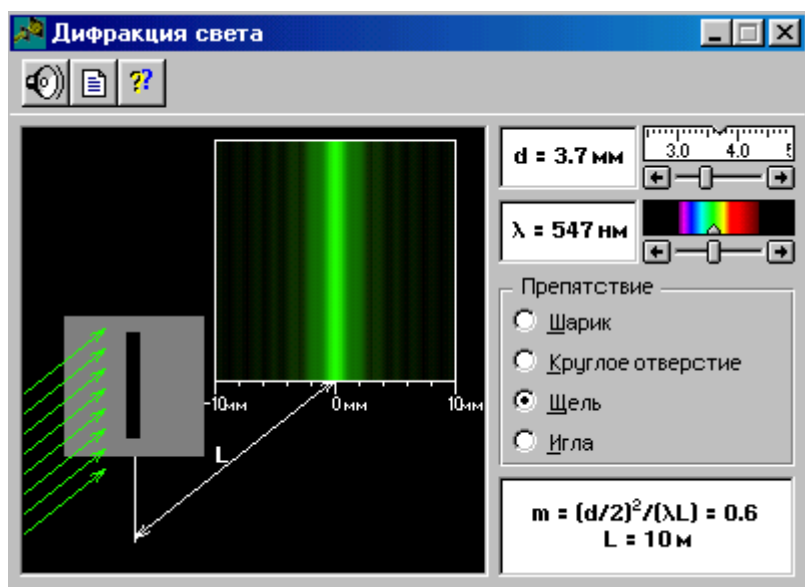 Дифракция света
d = 3.7 мм
3.0 4.0 5
λ = 547 нм
Препятствие
Шарик
Круглое отверстие
Щель
Игла
-10мм 0мм 10мм
L
m = (d/2)²/(λL) = 0.6
L = 10 м